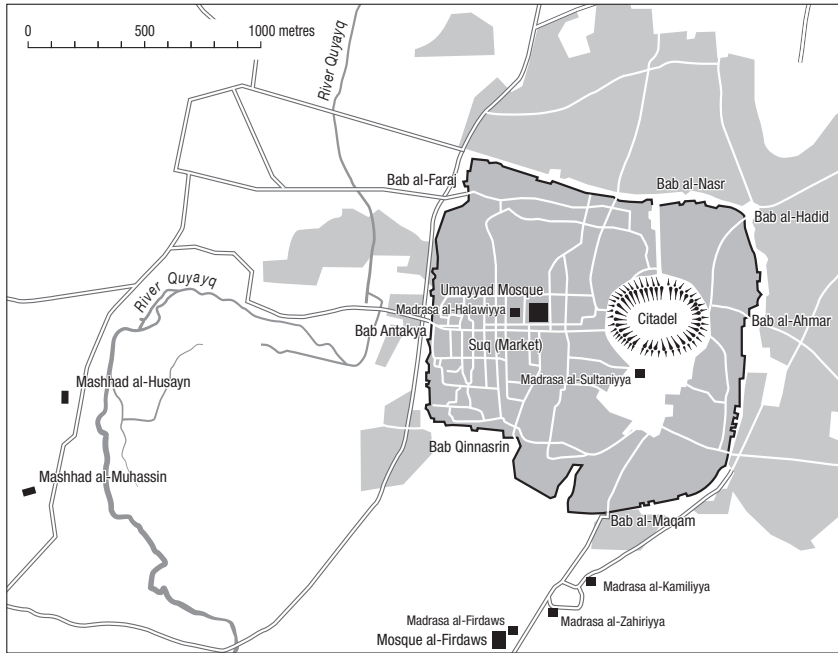 0 500 1000 metres
River Quyayq
Bab al-Faraj
Bab al-Nasr
Bab al-Hadid
River Quyayq
Umayyad Mosque
Madrasa al-Halawiyya
Citadel
Bab al-Ahmar
Bab Antakya
Suq (Market)
Madrasa al-Sultaniyya
Mashhad al-Husayn
Bab Qinnasrin
Mashhad al-Muhassin
Bab al-Maqam
Madrasa al-Kamiliyya
Madrasa al-Firdaws
Madrasa al-Zahiriyya
Mosque al-Firdaws